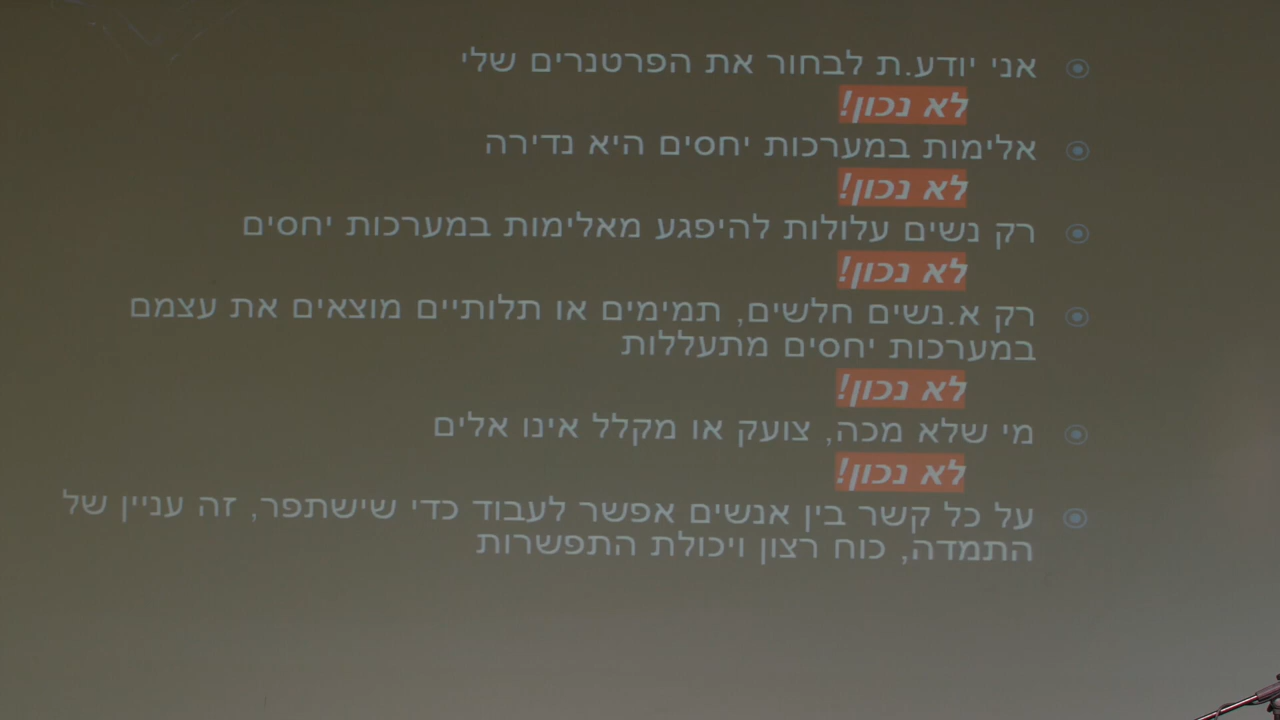 אני יודע.ת לבחור את הפרטנרים שלי
לא נכון!
אלימות במערכות יחסים היא נדירה
לא נכון!
רק נשים עלולות להיפגע מאלימות במערכות יחסים
לא נכון!
רק א.נשים חלשים, תמימים או תלותיים מוצאים את עצמם
במערכות יחסים מתעללות
לא נכון!
מי שלא מכה, צועק או מקלל אינו אלים
לא נכון!
על כל קשר בין אנשים אפשר לעבוד כדי שישתפר, זה עניין של
התמדה, כוח רצון ויכולת התפשרות